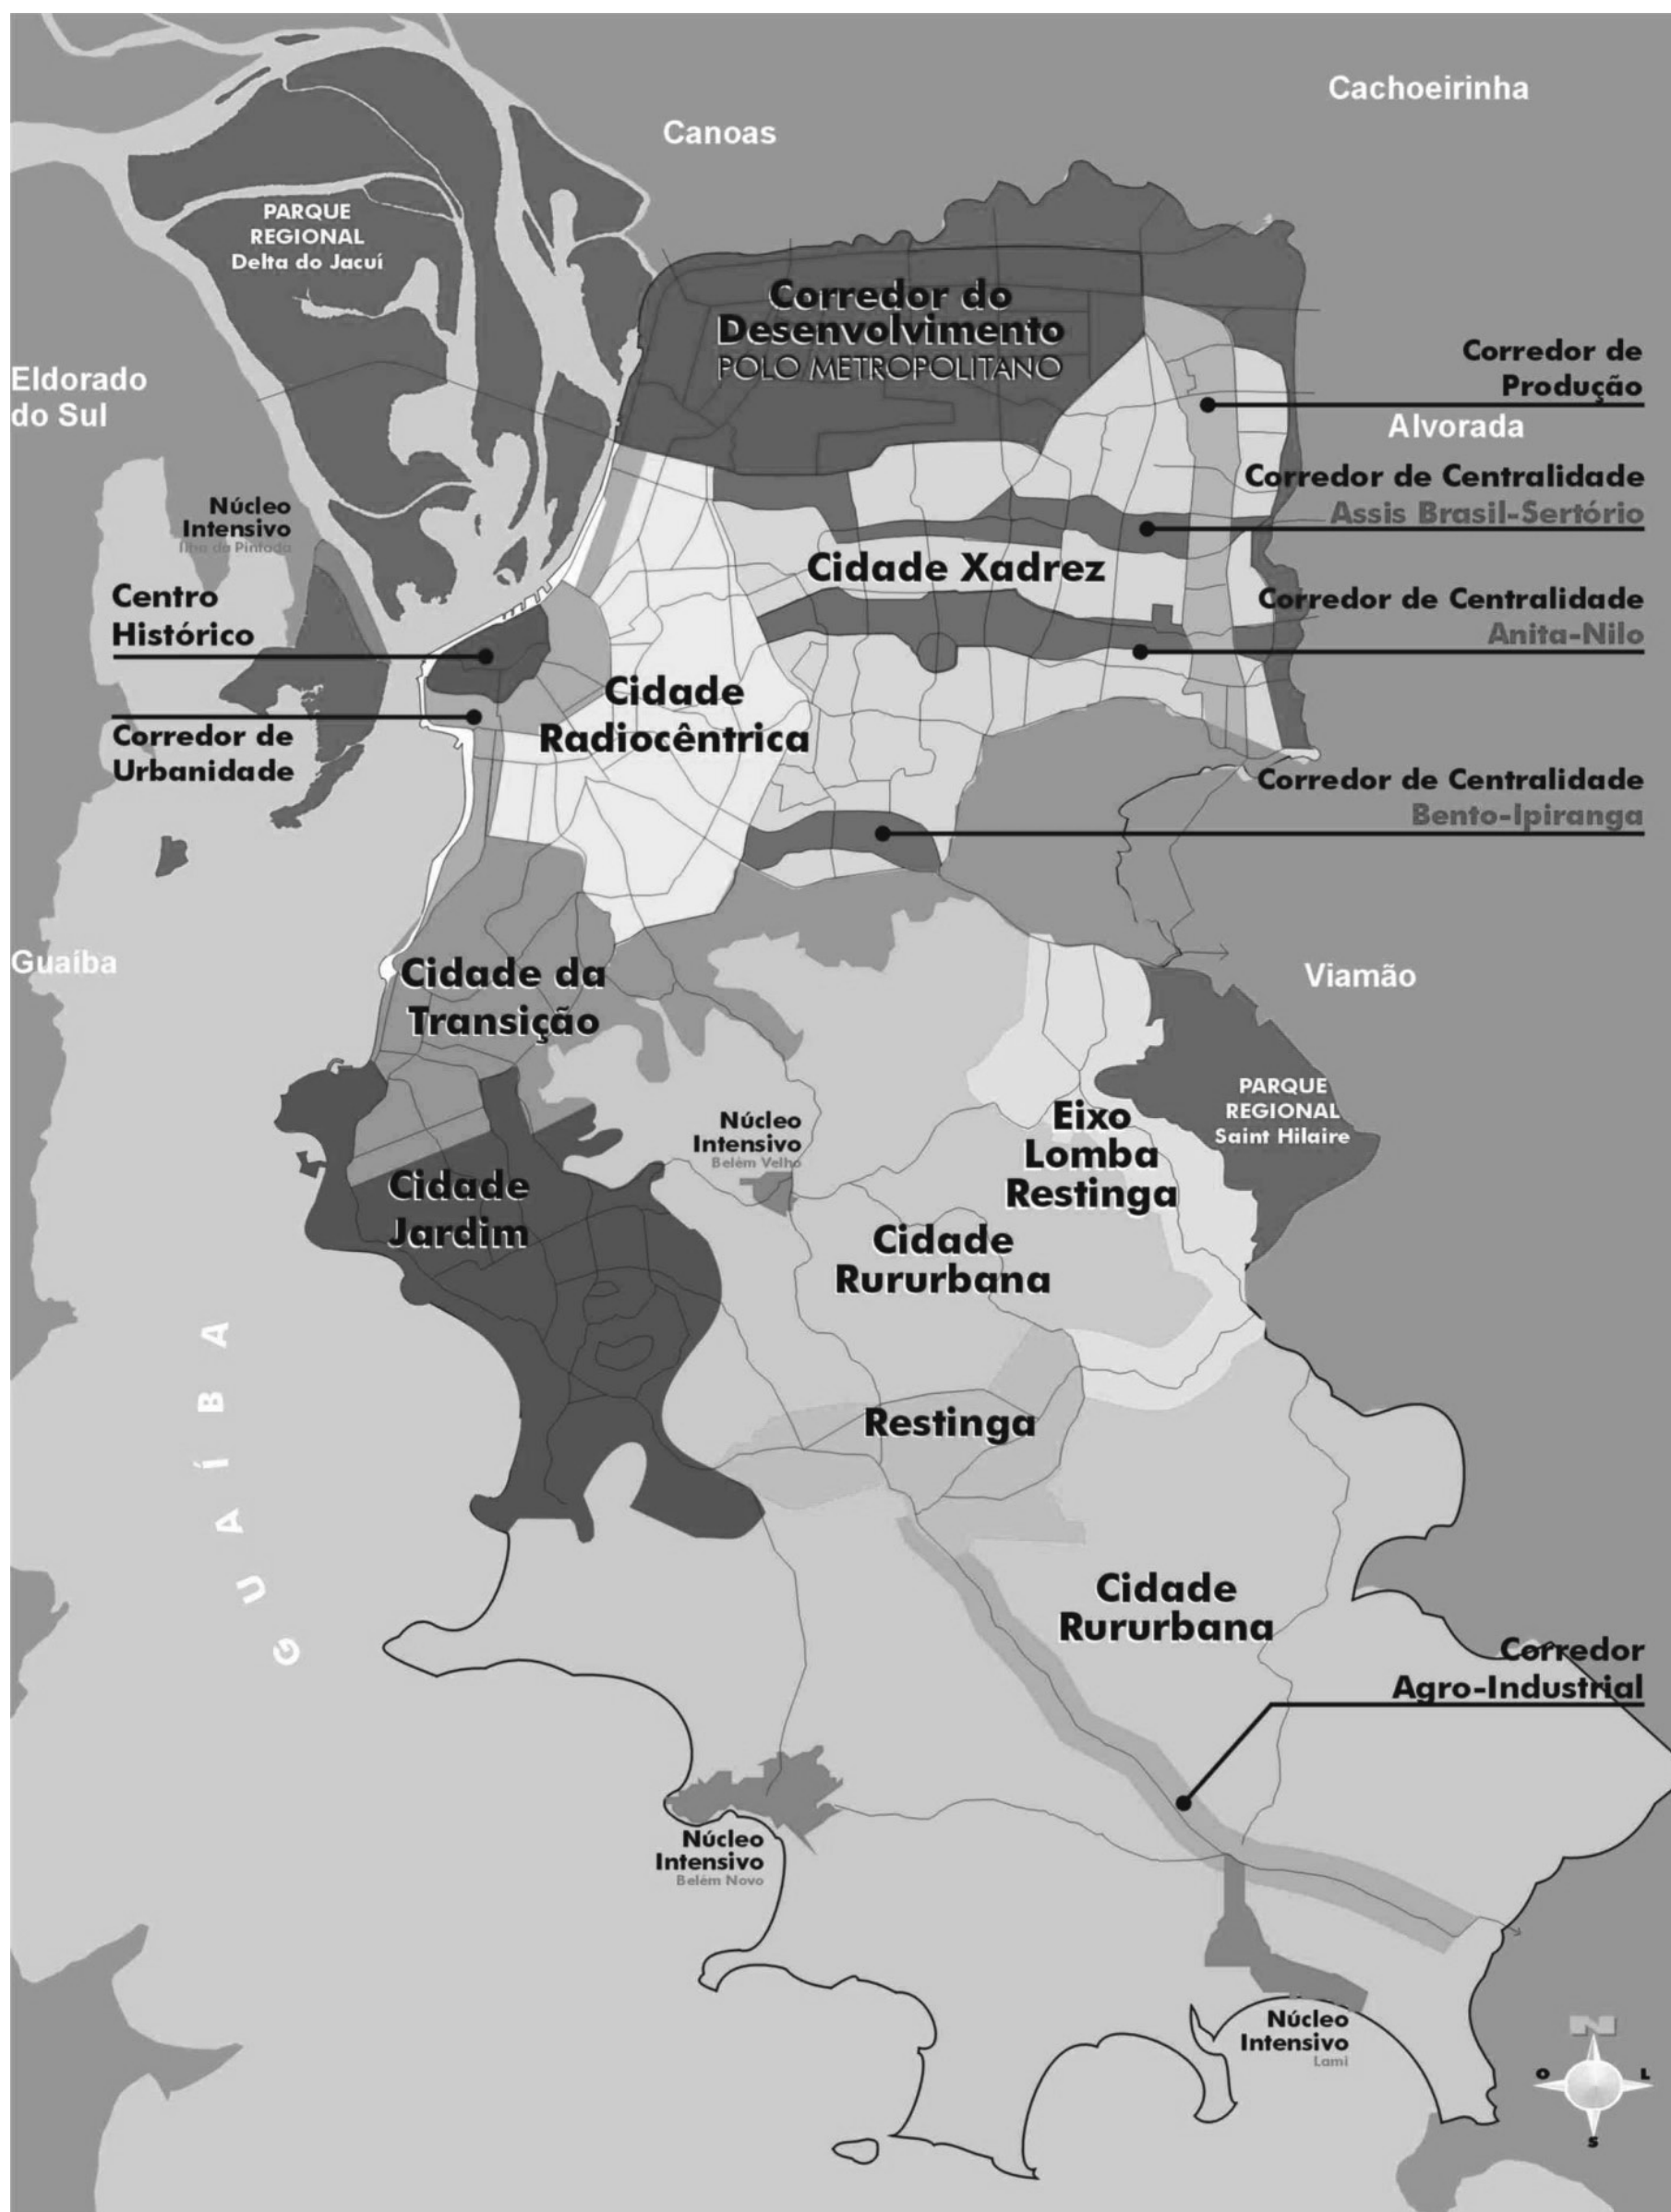 Cachoeirinha
Canoas
PARQUE
REGIONAL
Delta do Jacuí
Corredor do
Desenvolvimento
PÓLO METROPOLITANO
Corredor de
Produção
Eldorado
do Sul
Alvorada
Corredor de Centralidade
Assis Brasil-Sertório
Núcleo
Intensivo
Ilha da Pintada
Cidade Xadrez
Centro
Histórico
Corredor de Centralidade
Anita-Nilo
Cidade
Radiocêntrica
Corredor de
Urbanidade
Corredor de Centralidade
Bento-Ipiranga
Guaíba
Cidade da
Transição
Viamão
PARQUE
REGIONAL
Saint Hilaire
Núcleo
Intensivo
Belém Velho
Eixo
Lomba
Restinga
Cidade
Jardim
Cidade
Rururbana
GUAÍBA
Restinga
Cidade
Rururbana
Corredor
Agro-Industrial
Núcleo
Intensivo
Belém Novo
Núcleo
Intensivo
Lami
N
O
L
S